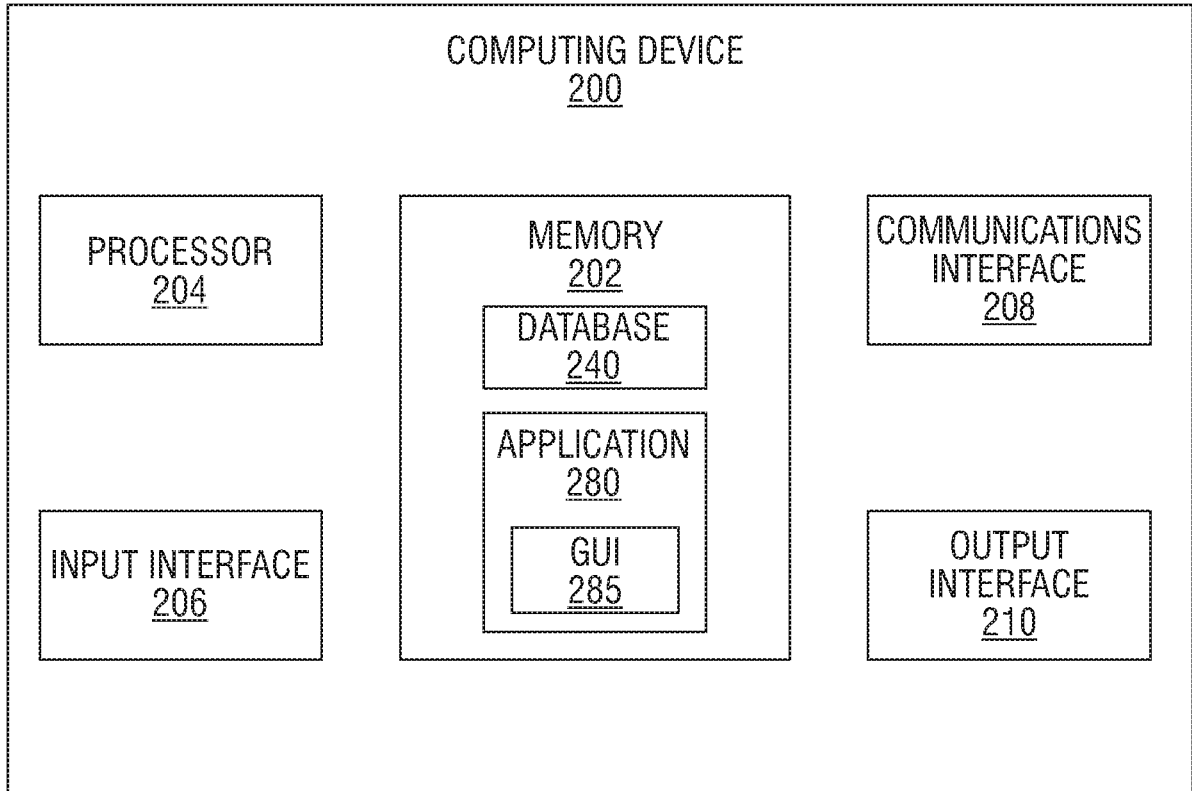 COMPUTING DEVICE
200
PROCESSOR
204
MEMORY
202
DATABASE
240
APPLICATION
280
GUI
285
COMMUNICATIONS
INTERFACE
208
INPUT INTERFACE
206
OUTPUT
INTERFACE
210